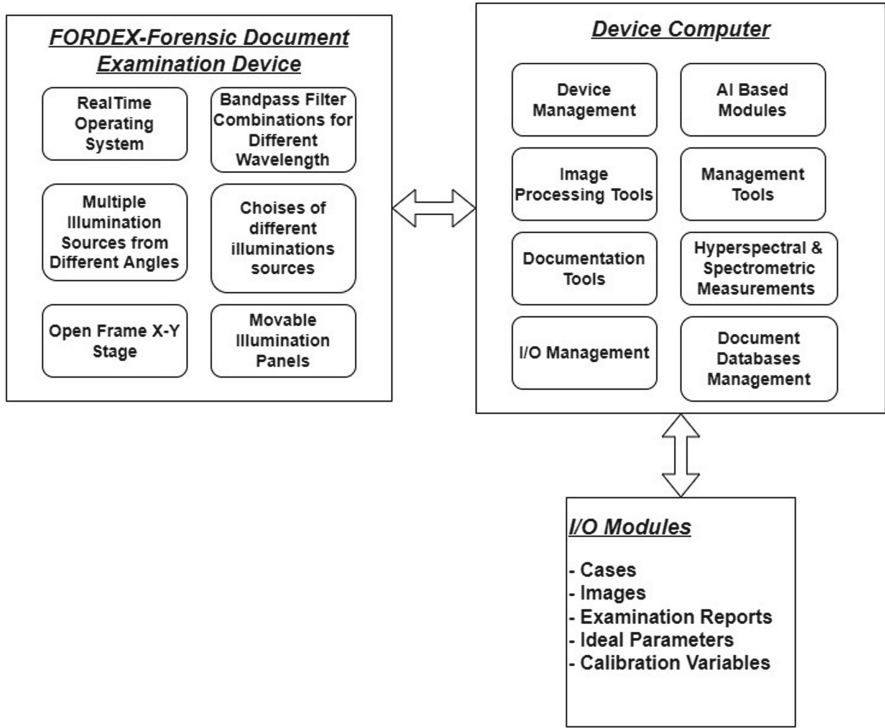 FORDEX-Forensic Document
Examination Device
RealTime
Operating
System
Bandpass Filter
Combinations for
Different
Wavelength
Multiple
Illumination
Sources from
Different Angles
Choises of
different
illuminations
sources
Open Frame X-Y
Stage
Movable
Illumination
Panels
Device Computer
Device
Management
AI Based
Modules
Image
Processing Tools
Management
Tools
Documentation
Tools
Hyperspectral &
Spectrometric
Measurements
I/O Management
Document
Databases
Management
I/O Modules
- Cases
- Images
- Examination Reports
- Ideal Parameters
- Calibration Variables